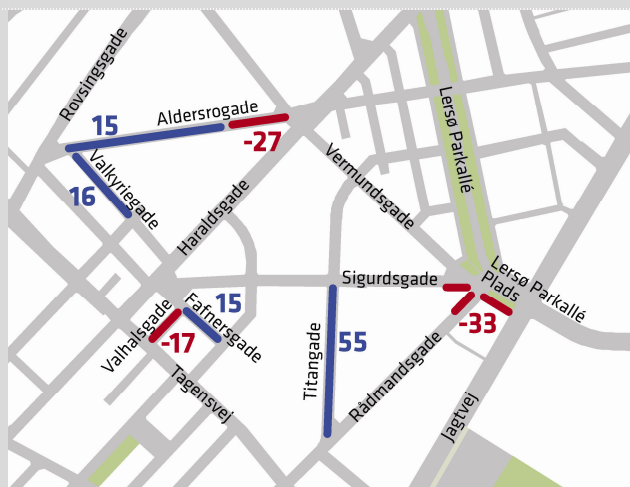 Rovsingsgade
Aldersrogade
15
-27
Valkyriegade
16
Lersø Parkallé
Vermundsgade
Haraldsgade
Sigurdsgade
Lersø Parkallé
Plads
15
Fafnersgade
Valhalsgade
-17
-33
Titangade
55
Rådmandsgade
Tagensvej
Jagtvej